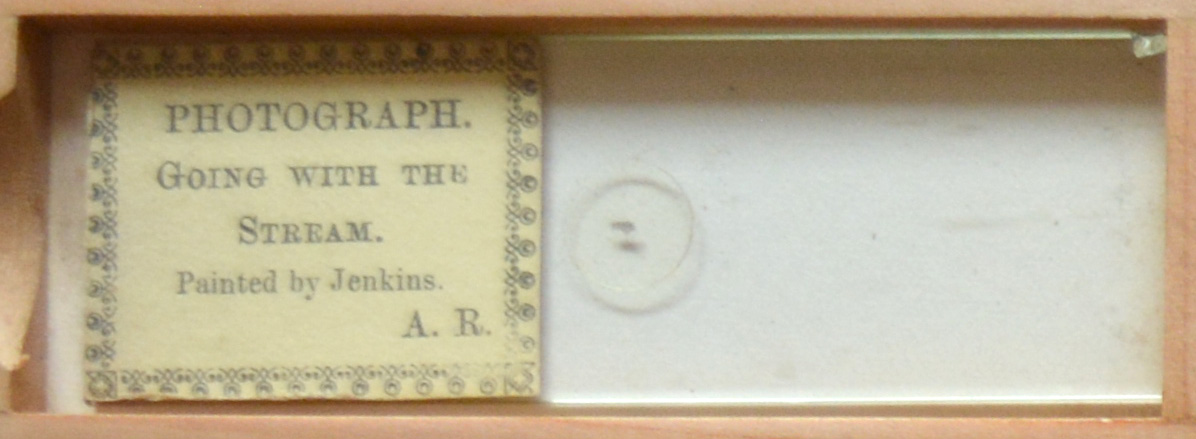 PHOTOGRAPH.
GOING WITH THE
STREAM.
Painted by Jenkins.
A. R.